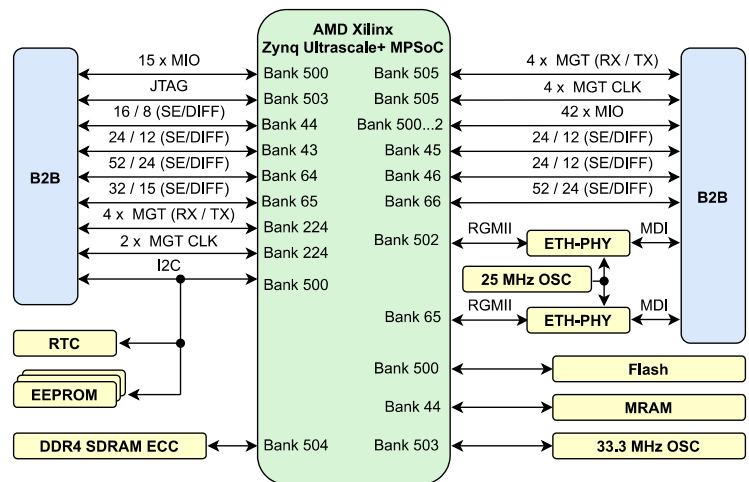 AMD Xilinx
Zynq Ultrascale+ MPSoC
B2B
15 x MIO
Bank 500
JTAG
Bank 503
16 / 8 (SE/DIFF)
Bank 44
24 / 12 (SE/DIFF)
Bank 43
52 / 24 (SE/DIFF)
Bank 64
32 / 15 (SE/DIFF)
Bank 65
4 x  MGT (RX / TX)
Bank 224
2 x  MGT CLK
Bank 224
I2C
Bank 500
RTC
EEPROM
DDR4 SDRAM ECC
Bank 504
Bank 505
4 x  MGT (RX / TX)
Bank 505
4 x  MGT CLK
Bank 500...2
42 x MIO
Bank 45
24 / 12 (SE/DIFF)
Bank 46
24 / 12 (SE/DIFF)
Bank 66
52 / 24 (SE/DIFF)
B2B
Bank 502
RGMII
ETH-PHY
MDI
25 MHz OSC
Bank 65
RGMII
ETH-PHY
MDI
Bank 500
Flash
Bank 44
MRAM
Bank 503
33.3 MHz OSC